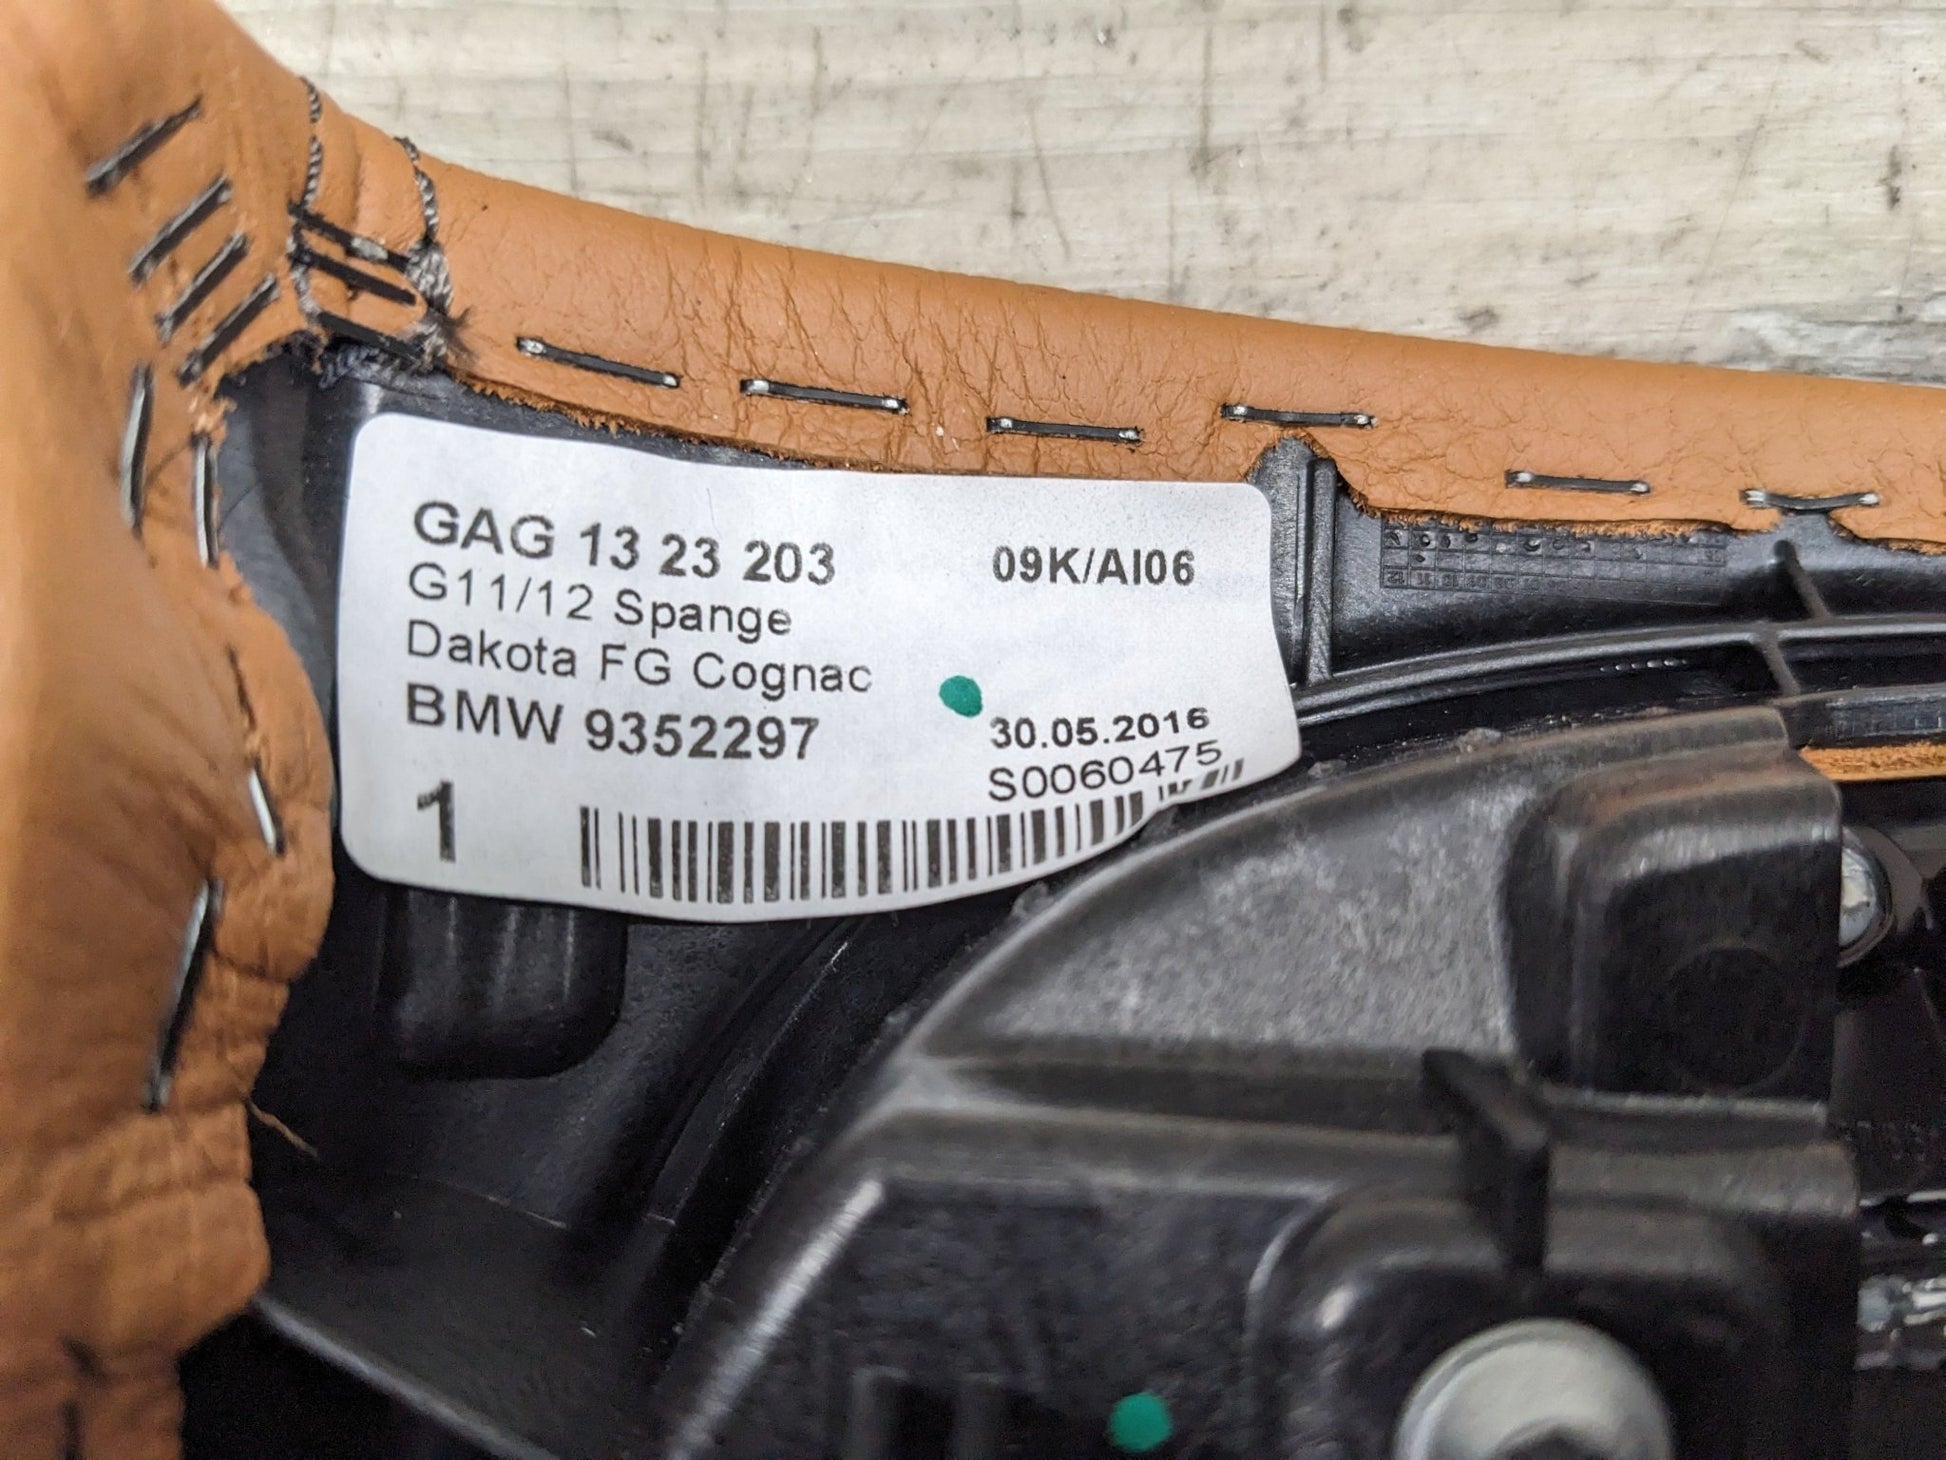 GAG 13 23 203 09K/AI06
G11/12 Spange
Dakota FG Cognac
BMW 9352297 30.05.2016
S0060475
1